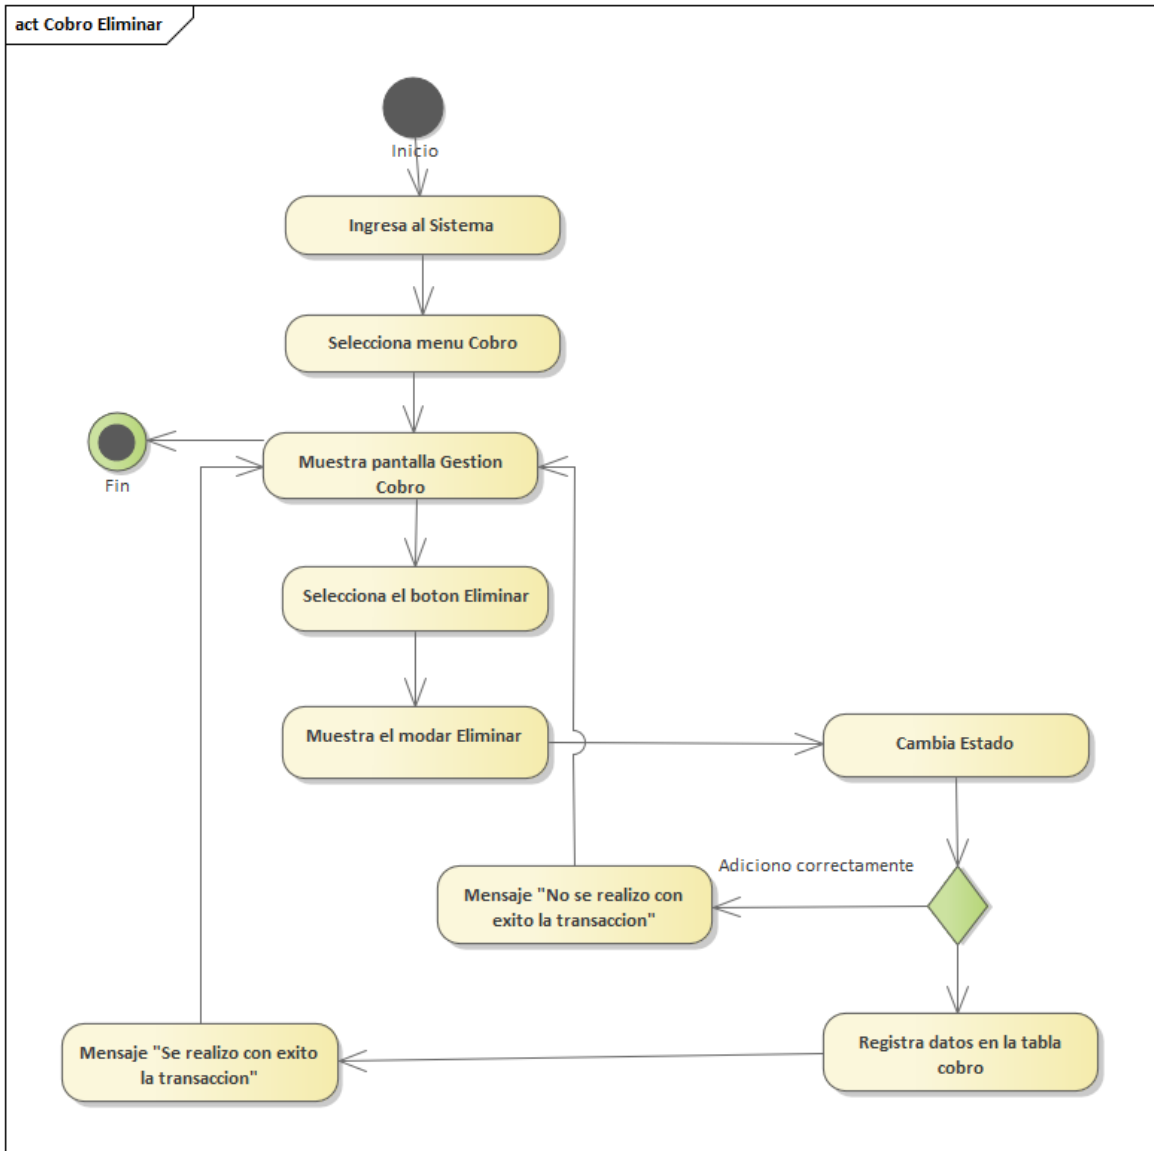 act Cobro Eliminar
Inicio
Ingresa al Sistema
Selecciona menu Cobro
Muestra pantalla Gestion
Cobro
Fin
Selecciona el boton Eliminar
Muestra el modar Eliminar
Cambia Estado
Adiciono correctamente
Mensaje "No se realizo con
exito la transaccion"
Registra datos en la tabla
cobro
Mensaje "Se realizo con exito
la transaccion"